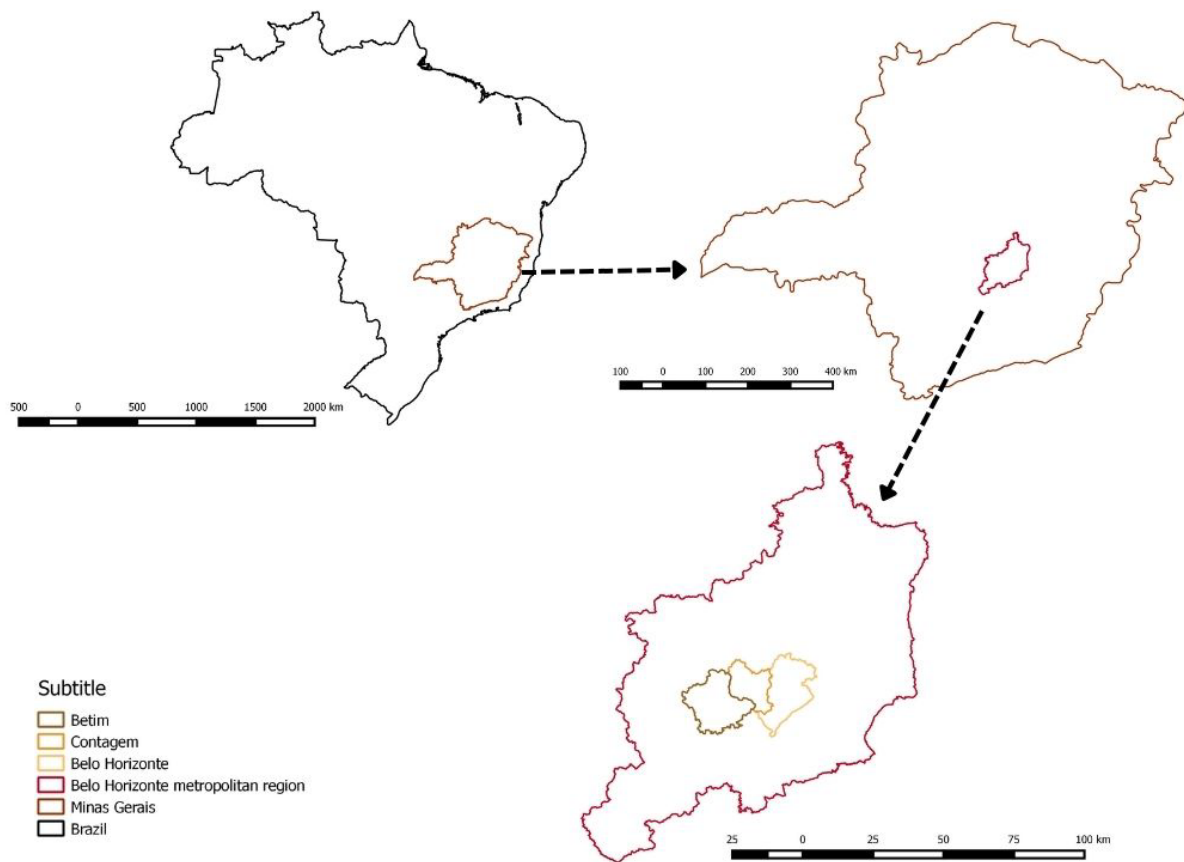 500 0 500 1000 1500 2000 km
100 0 100 200 300 400 km
Subtitle
Betim
Contagem
Belo Horizonte
Belo Horizonte metropolitan region
Minas Gerais
Brazil
25 0 25 50 75 100 km